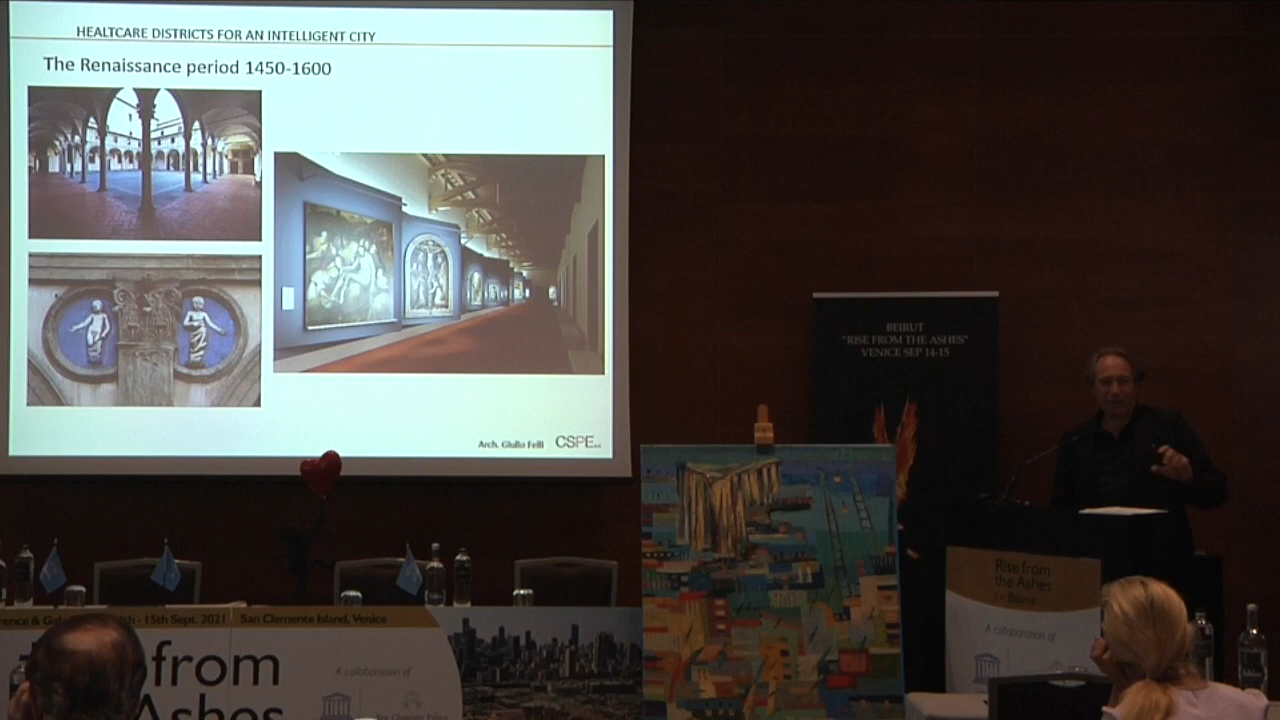 HEALTCARE DISTRICTS FOR AN INTELLIGENT CITY
The Renaissance period 1450-1600
Arch. Giulio Felli CSPE
BEIRUT
"RISE FROM THE ASHES"
VENICE SEP 14-15
Rise from
the Ashes
for Beirut
A collaboration of
15th Sept. 2021 San Clemente Island, Venice
from
Ashes
A collaboration of